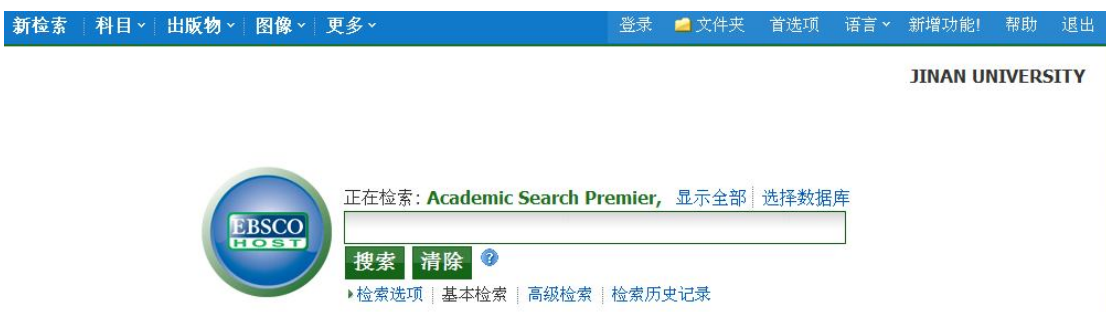 新检索 科目 出版物 图像 更多 登录 文件夹 首选项 语言 新增功能! 帮助 退出
JINAN UNIVERSITY
正在检索: Academic Search Premier, 显示全部 选择数据库
EBSCO
HOST
搜索 清除 ?
检索选项 基本检索 高级检索 检索历史记录